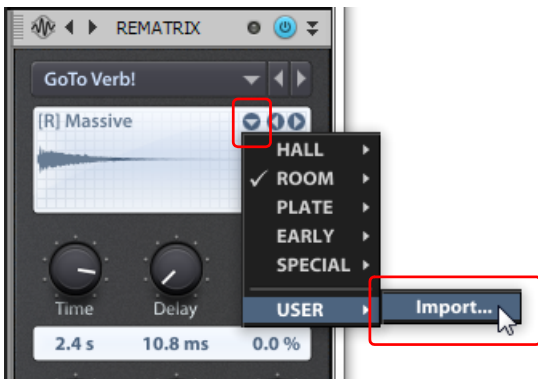 REMATRIX
GoTo Verb!
[R] Massive
HALL
ROOM
PLATE
EARLY
SPECIAL
USER
Import...
Time Delay
2.4 s 10.8 ms 0.0 %